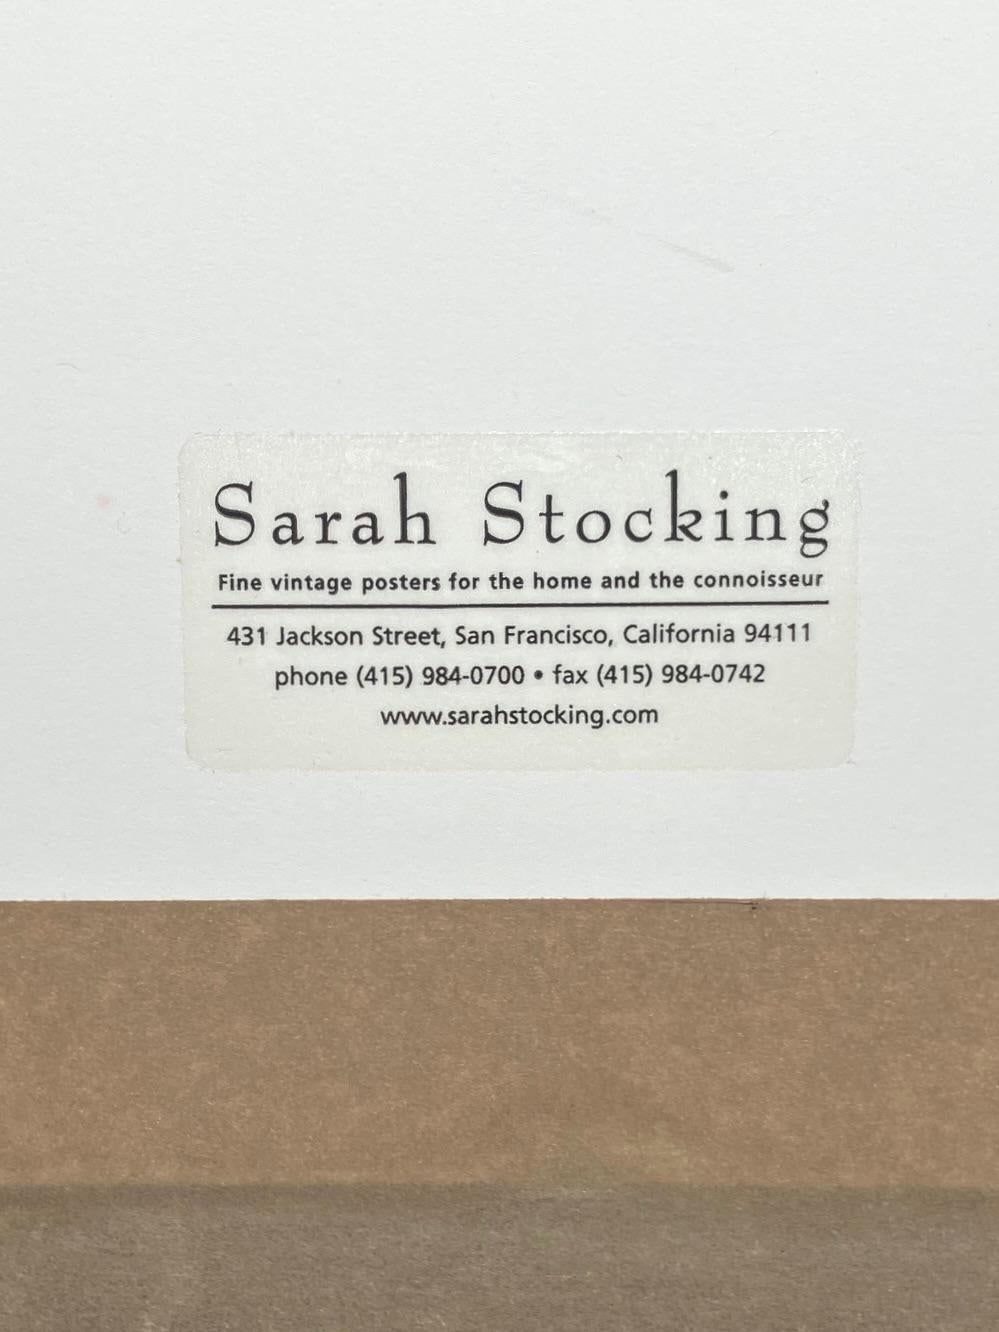 Sarah Stocking
Fine vintage posters for the home and the connoisseur
431 Jackson Street, San Francisco, California 94111
phone (415) 984-0700 • fax (415) 984-0742
www.sarahstocking.com